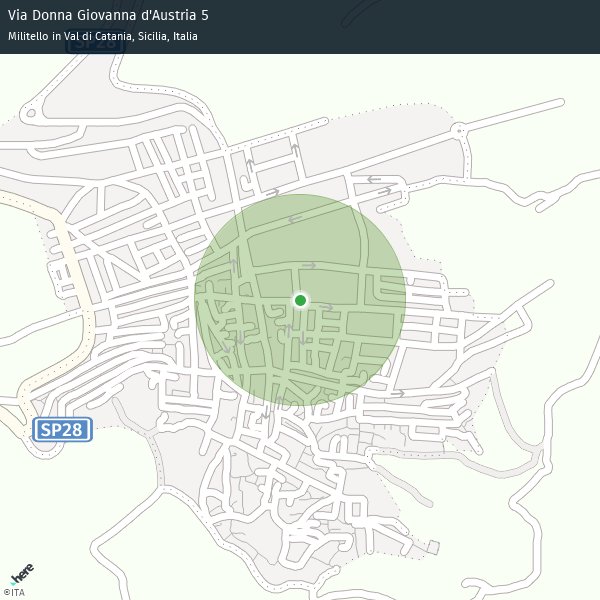 Via Donna Giovanna d'Austria 5
Militello in Val di Catania, Sicilia, Italia
SP28
SP28
here
©ITA